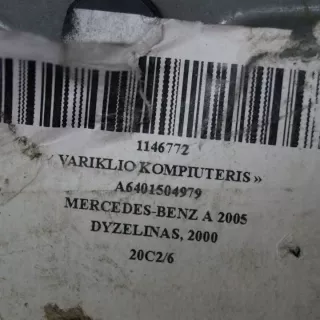 1146772
VARIKLIO KOMPIUTERIS »
A6401504979
MERCEDES-BENZ A 2005
DYZELINAS, 2000
20C2/6